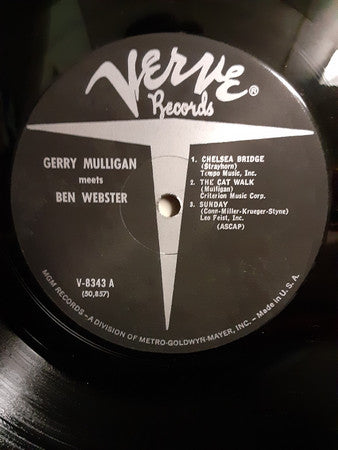 Verve®
Records
GERRY MULLIGAN
meets
BEN WEBSTER
1. CHELSEA BRIDGE
(Strayhorn)
Tempo Music, Inc.
2. THE CAT WALK
(Mulligan)
Criterion Music Corp.
3. SUNDAY
(Conn-Miller-Krueger-Styne)
Leo Feist, Inc.
(ASCAP)
V-8343 A
(50,857)
MGM RECORDS – A DIVISION OF METRO-GOLDWYN-MAYER, INC. – Made in U.S.A.